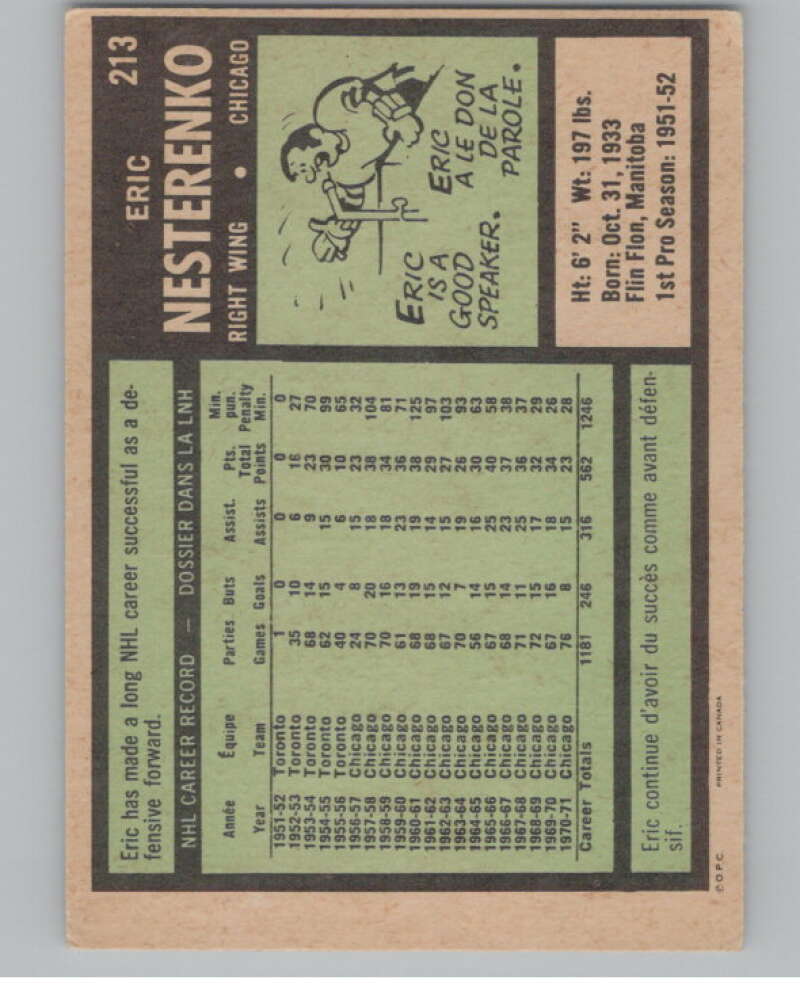 Eric has made a long NHL career successful as a de-
fensive forward.
NHL CAREER RECORD — DOSSIER DANS LA LNH
Année Équipe Parties Buts Assist. Pts. Min. pun.
Year Team Games Goals Assists Total Points Penalty Min.
1951-52 Toronto 1 0 0 0 0
1952-53 Toronto 35 10 6 16 27
1953-54 Toronto 68 14 9 23 70
1954-55 Toronto 62 15 15 30 99
1955-56 Toronto 40 4 6 10 65
1956-57 Chicago 24 8 15 23 32
1957-58 Chicago 70 20 18 38 104
1958-59 Chicago 70 16 18 34 81
1959-60 Chicago 61 13 23 36 71
1960-61 Chicago 68 19 19 38 125
1961-62 Chicago 68 15 14 29 97
1962-63 Chicago 67 12 15 27 103
1963-64 Chicago 70 7 19 26 93
1964-65 Chicago 56 14 16 30 63
1965-66 Chicago 67 15 25 40 58
1966-67 Chicago 68 14 23 37 38
1967-68 Chicago 71 11 25 36 37
1968-69 Chicago 72 15 17 32 29
1969-70 Chicago 67 16 18 34 26
1970-71 Chicago 76 8 15 23 28
Career Totals 1181 246 316 562 1246
Eric continue d'avoir du succès comme avant défen-
sif.
ERIC 213
NESTERENKO
RIGHT WING • CHICAGO
ERIC
IS A
GOOD
SPEAKER.
ERIC
A LE DON
DE LA
PAROLE.
Ht: 6' 2" Wt: 197 lbs.
Born: Oct. 31, 1933
Flin Flon, Manitoba
1st Pro Season: 1951-52
© O.P.C. PRINTED IN CANADA